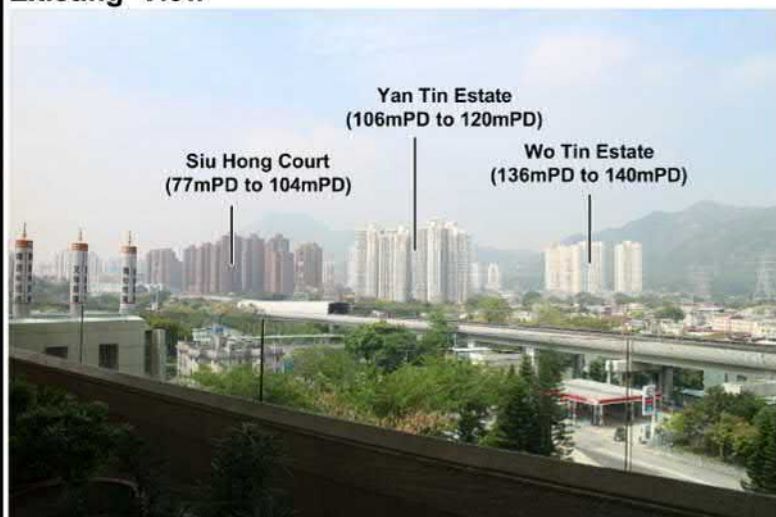 Existing View
Yan Tin Estate
(106mPD to 120mPD)
Siu Hong Court
(77mPD to 104mPD)
Wo Tin Estate
(136mPD to 140mPD)